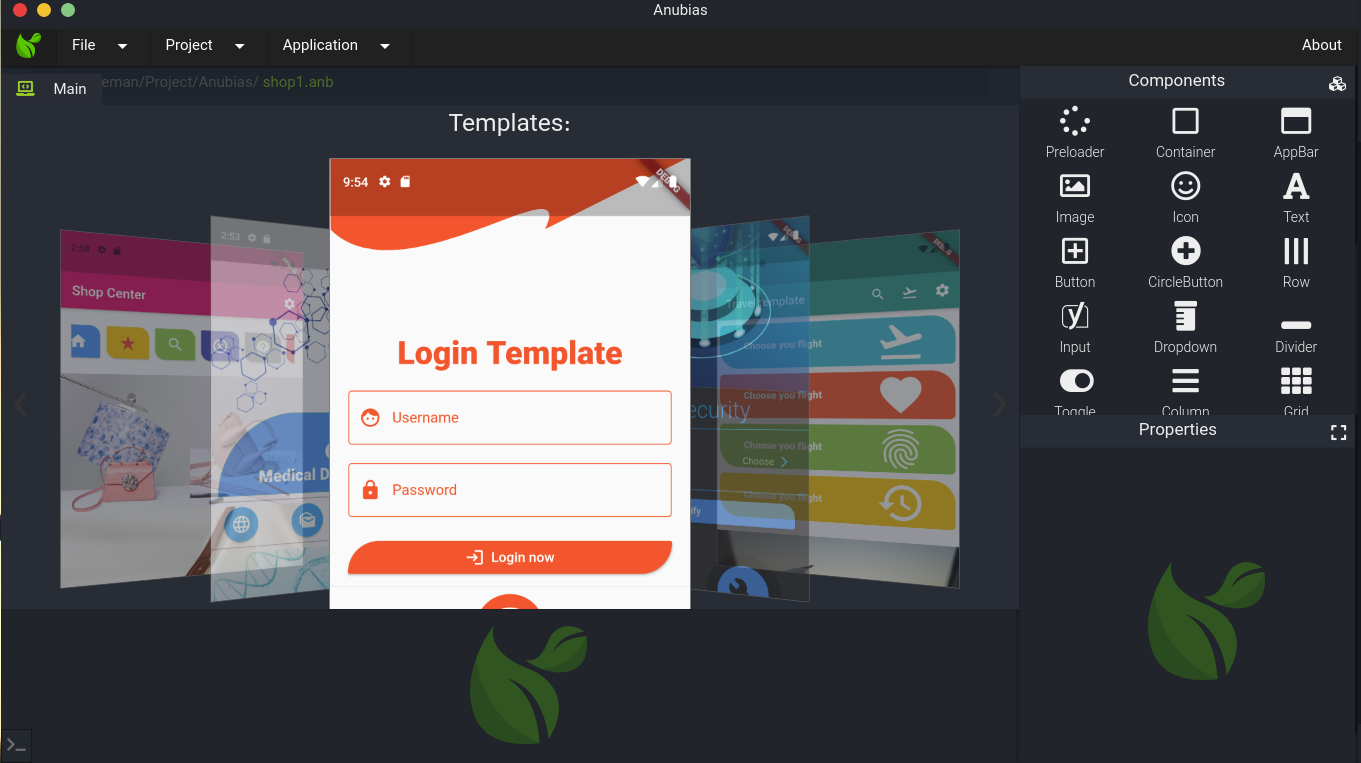 Anubias
File
Project
Application
About
Main
eman/Project/Anubias/ shop1.anb
Templates:
2:58
Shop Center
2:53
Medical D
9:54
DEBUG
Login Template
Username
Password
Login now
ecurity
ify
Travel Template
Choose you flight
Choose you flight
Choose you flight
Choose
Choose you flight
Components
Preloader
Container
AppBar
Image
Icon
Text
Button
CircleButton
Row
Input
Dropdown
Divider
Toggle
Column
Grid
Properties